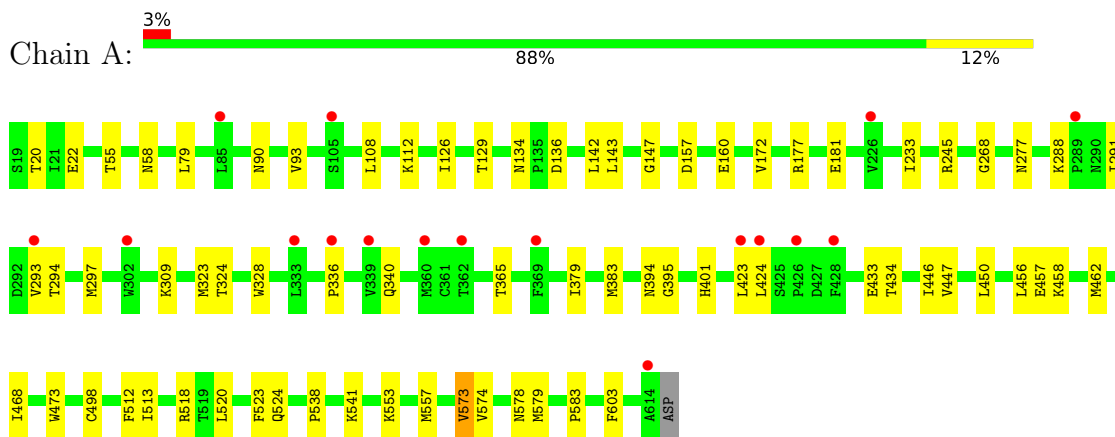 3%
Chain A:
88% 12%
S19 T20 I21 E22 T55 N58 L79 L85 N90 V93 S105 L108 K112 I126 T129 N134 P135 D136 L142 L143 G147 D157 E160 V172 R177 E181 V226 I233 R245 G268 N277 K288 P289 N290 I291
D292 V293 T294 M297 W302 K309 M323 T324 W328 L333 P336 V339 Q340 M360 C361 T362 T365 F369 I379 M383 N394 G395 H401 L423 L424 S425 P426 D427 F428 E433 T434 I446 V447 L450 L456 E457 K458 M462
I468 W473 C498 F512 I513 R518 T519 L520 F523 Q524 P538 K541 K553 M557 V573 V574 N578 M579 P583 F603 A614 ASP